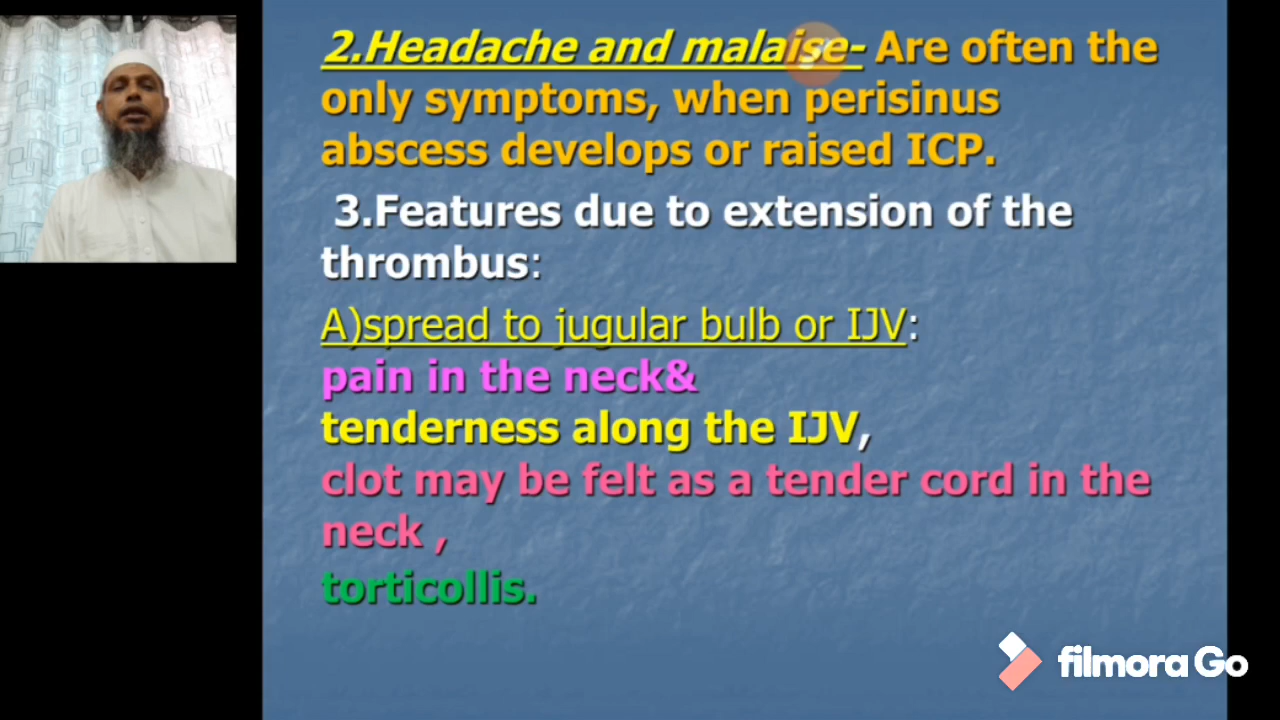 2.Headache and malaise- Are often the
only symptoms, when perisinus
abscess develops or raised ICP.
3.Features due to extension of the
thrombus:
A)spread to jugular bulb or IJV:
pain in the neck&
tenderness along the IJV,
clot may be felt as a tender cord in the
neck ,
torticollis.
filmora Go